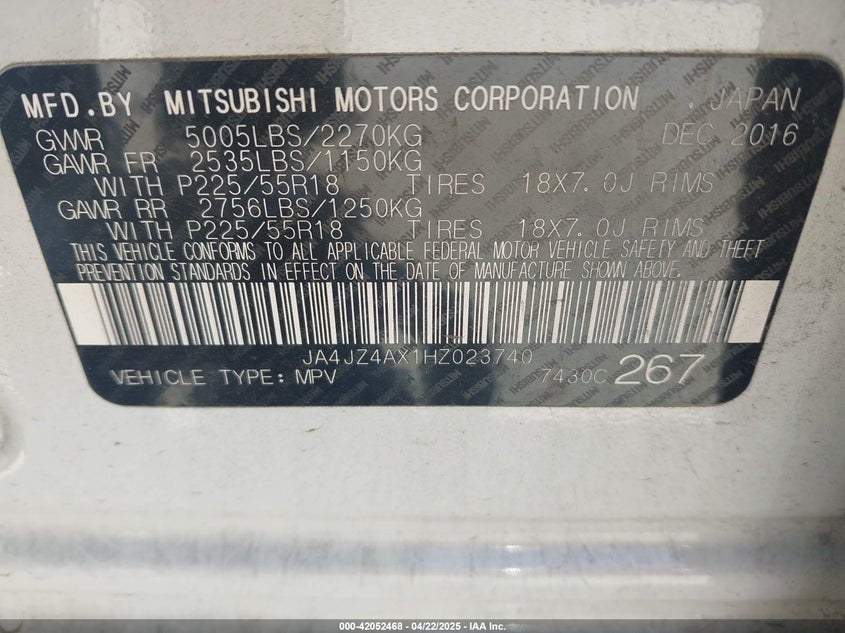 MFD.BY MITSUBISHI MOTORS CORPORATION . JAPAN
GVWR 5005LBS/2270KG DEC 2016
GAWR FR 2535LBS/1150KG
WITH P225/55R18 TIRES 18X7.0J RIMS
GAWR RR 2756LBS/1250KG
WITH P225/55R18 TIRES 18X7.0J RIMS
THIS VEHICLE CONFORMS TO ALL APPLICABLE FEDERAL MOTOR VEHICLE SAFETY AND THEFT
PREVENTION STANDARDS IN EFFECT ON THE DATE OF MANUFACTURE SHOWN ABOVE.
JA4JZ4AX1HZ023740
VEHICLE TYPE: MPV 7430C 267
000-42052468 - 04/22/2025 - IAA Inc.